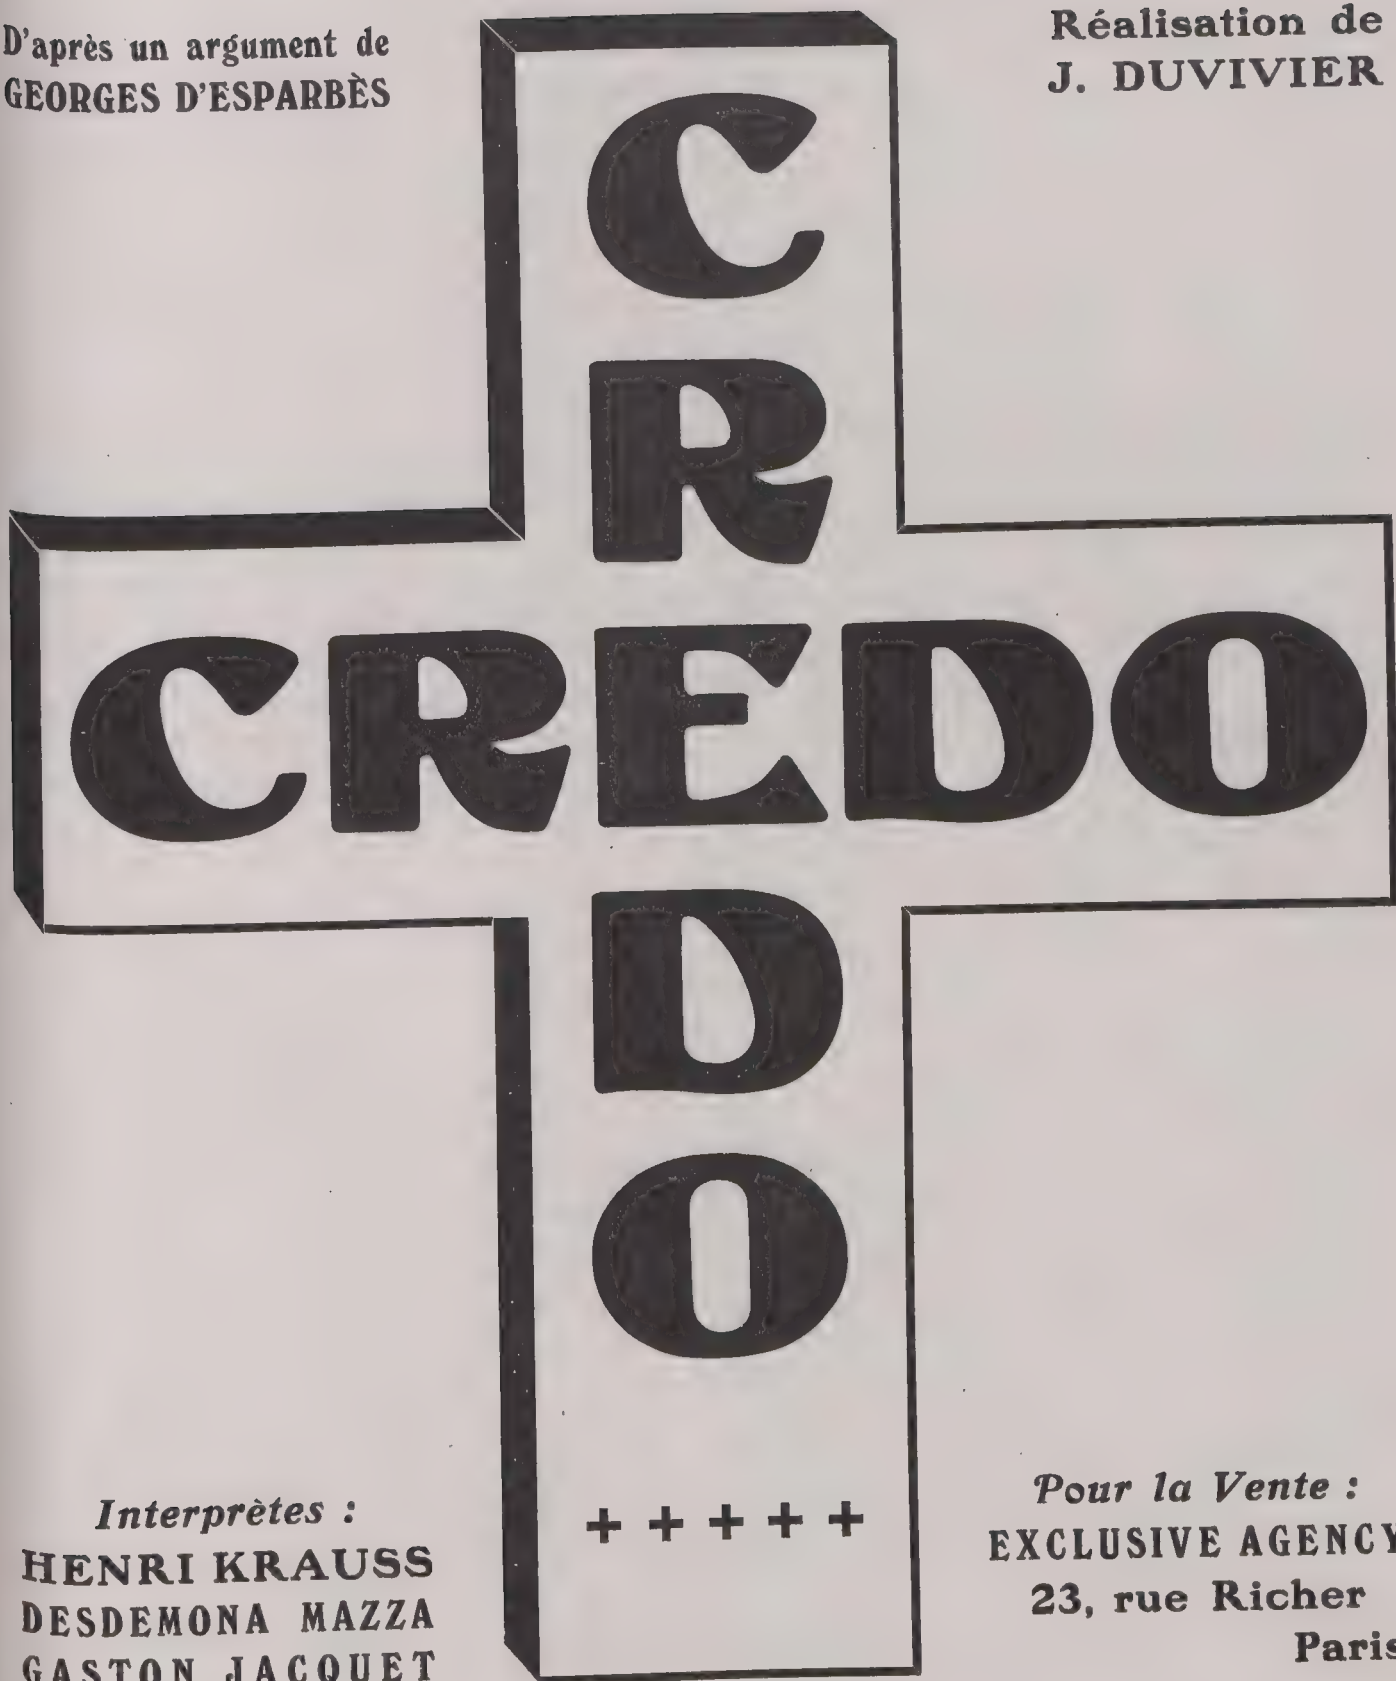 D'après un argument de
GEORGES D'ESPARBÈS
Réalisation de
J. DUVIVIER
C
R
CREDO
D
O
+ + + + +
Interprètes :
HENRI KRAUSS
DESDEMONA MAZZA
GASTON JACQUET
Pour la Vente :
EXCLUSIVE AGENCY
23, rue Richer
Paris